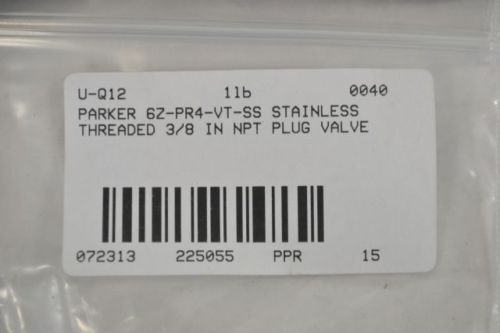 U-Q12 1lb 0040
PARKER 6Z-PR4-VT-SS STAINLESS
THREADED 3/8 IN NPT PLUG VALVE
072313 225055 PPR 15